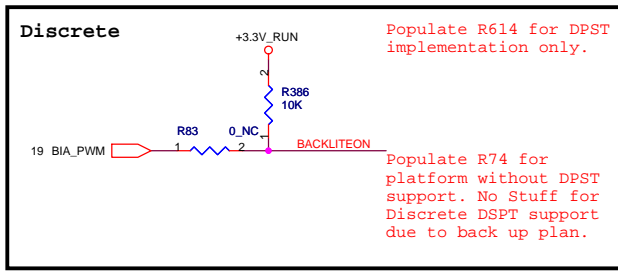 Discrete
+3.3V_RUN
Populate R614 for DPST
implementation only.
2
R386
10K
R83
0_NC
1
19 BIA_PWM
1
2
BACKLITEON
Populate R74 for
platform without DPST
support. No Stuff for
Discrete DSPT support
due to back up plan.